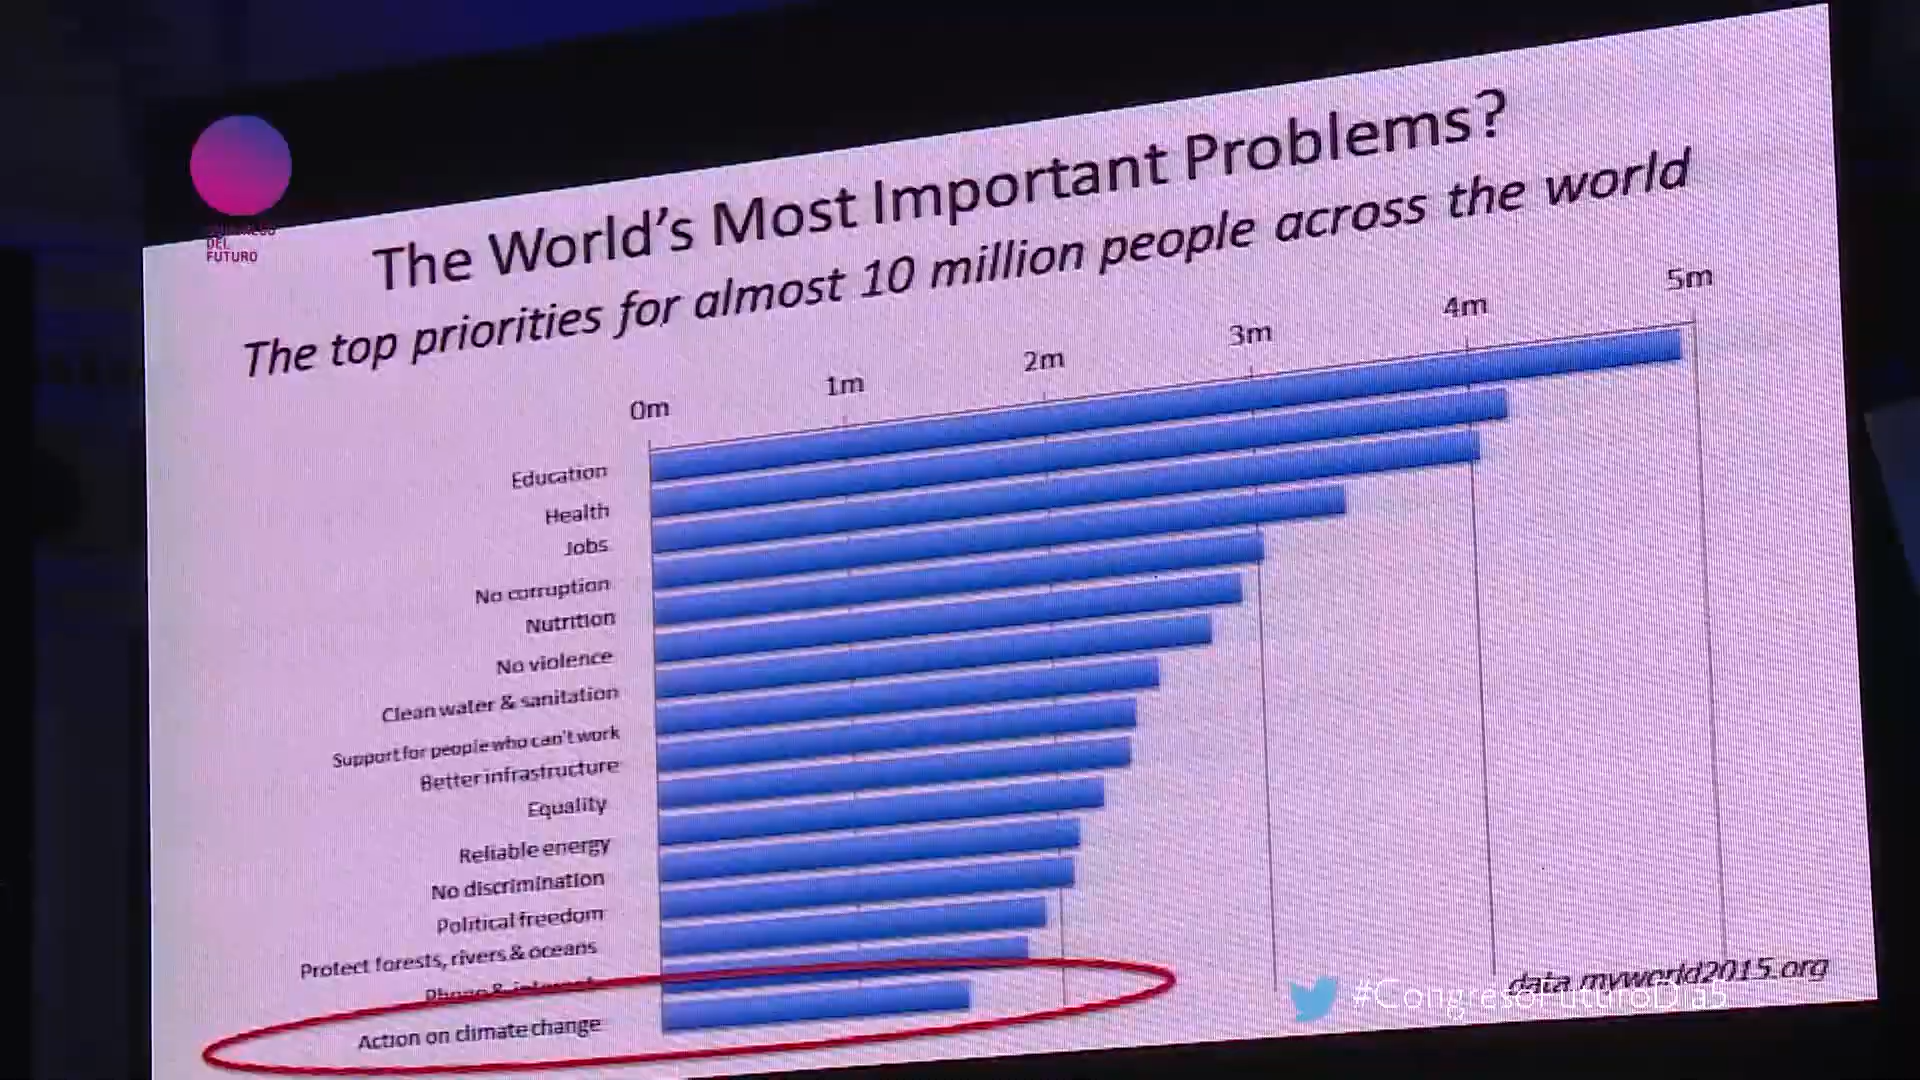 The World's Most Important Problems?
The top priorities for almost 10 million people across the world
DEL
FUTURO
0m
1m
2m
3m
4m
5m
Education
Health
Jobs
No corruption
Nutrition
No violence
Clean water & sanitation
Support for people who can't work
Better infrastructure
Equality
Reliable energy
No discrimination
Political freedom
Protect forests, rivers & oceans
Phone & internet
Action on climate change
data.myworld2015.org
#CongresoFuturoDía5